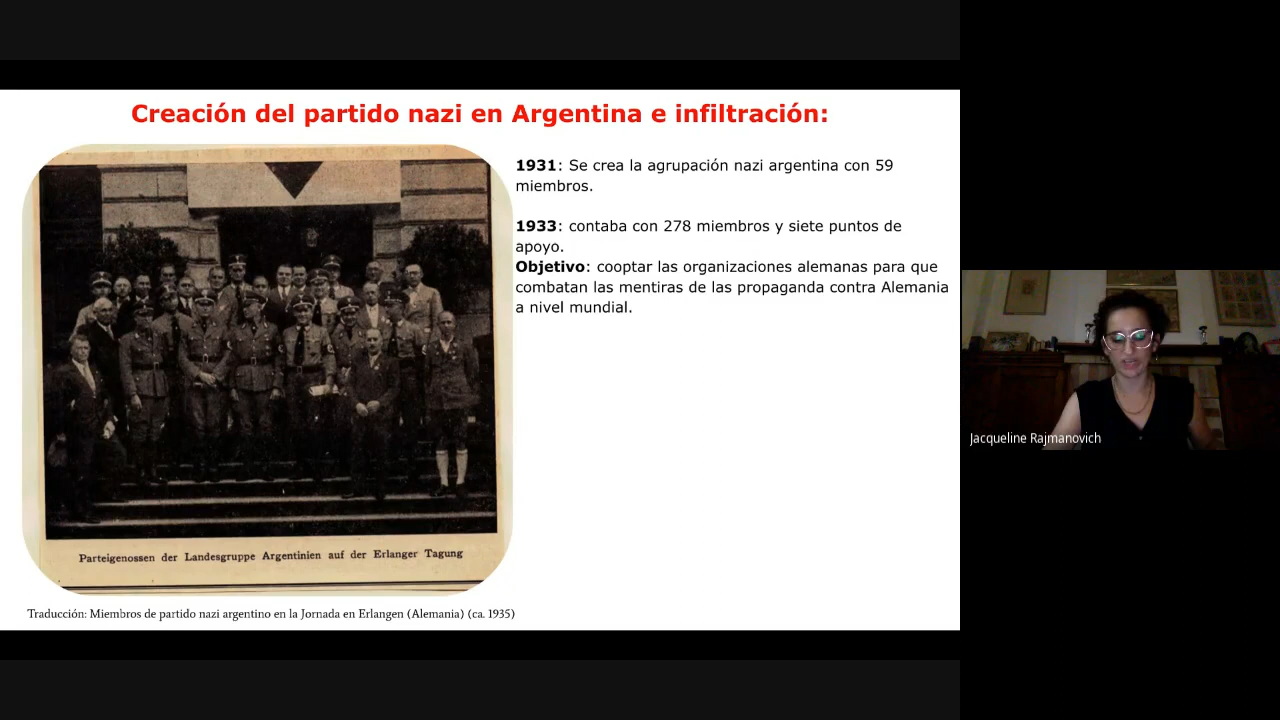 Creación del partido nazi en Argentina e infiltración:
1931: Se crea la agrupación nazi argentina con 59
miembros.
1933: contaba con 278 miembros y siete puntos de
apoyo.
Objetivo: cooptar las organizaciones alemanas para que
combatan las mentiras de las propaganda contra Alemania
a nivel mundial.
Parteigenossen der Landesgruppe Argentinien auf der Erlanger Tagung
Traducción: Miembros de partido nazi argentino en la Jornada en Erlangen (Alemania) (ca. 1935)
Jacqueline Rajmanovich